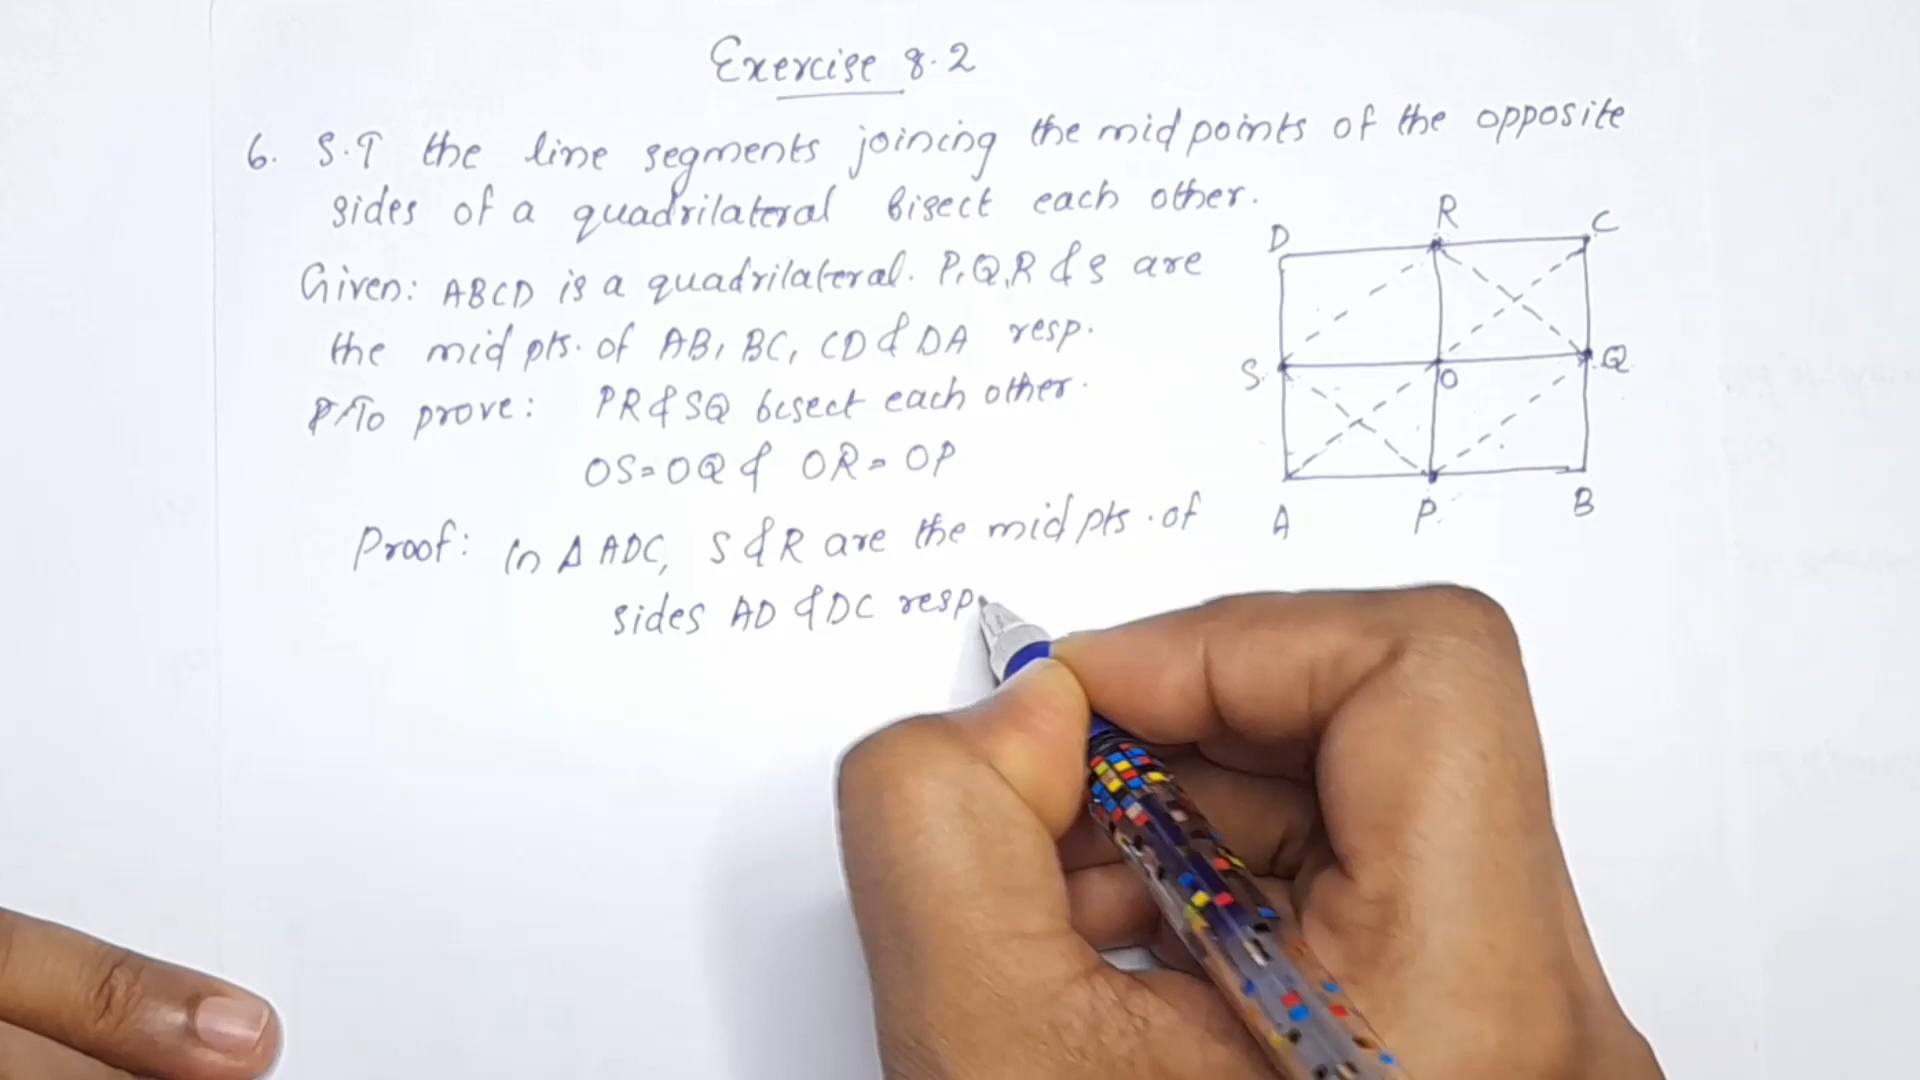 Exercise 8.2
6. S.T the line segments joining the mid points of the opposite
sides of a quadrilateral bisect each other.
Given: ABCD is a quadrilateral. P, Q, R & S are
the mid pts. of AB, BC, CD & DA resp.
To prove: PR & SQ bisect each other.
OS = OQ & OR = OP
Proof: In Δ ADC, S & R are the mid pts. of
sides AD & DC resp
D R C
S O Q
A P B